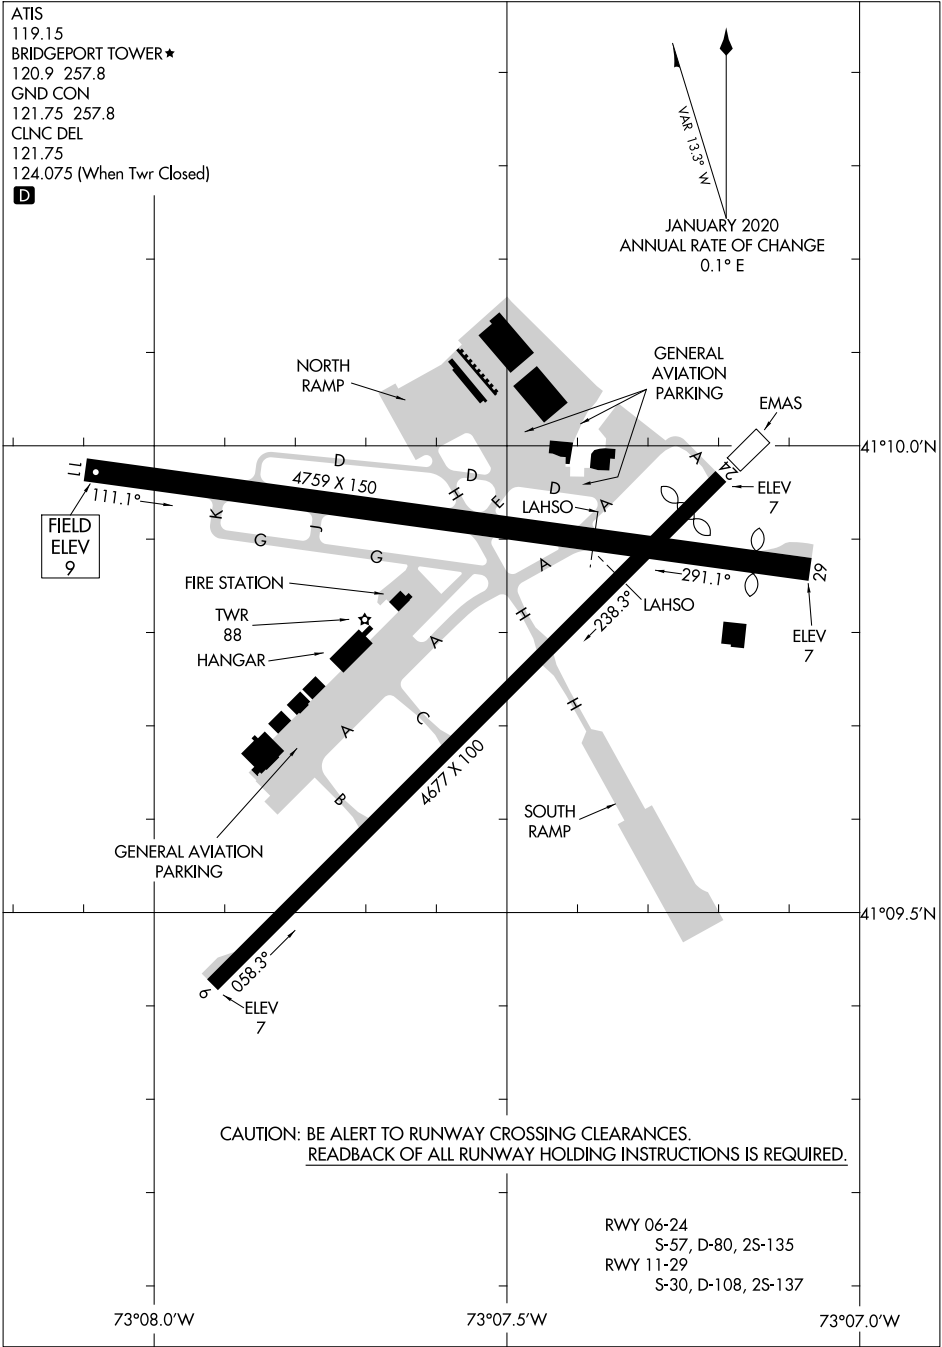 ATIS
119.15
BRIDGEPORT TOWER★
120.9 257.8
GND CON
121.75 257.8
CLNC DEL
121.75
124.075 (When Twr Closed)
D
VAR 13.3° W
JANUARY 2020
ANNUAL RATE OF CHANGE
0.1° E
NORTH
RAMP
GENERAL
AVIATION
PARKING
EMAS
41°10.0'N
11
111.1°
4759 X 150
D
D
D
H
E
A
A
24
ELEV
7
LAHSO
FIELD
ELEV
9
K
J
G
G
A
291.1°
29
ELEV
7
FIRE STATION
TWR
88
HANGAR
238.3°
LAHSO
H
A
H
A
C
B
4677 X 100
SOUTH
RAMP
GENERAL AVIATION
PARKING
41°09.5'N
058.3°
6
ELEV
7
CAUTION: BE ALERT TO RUNWAY CROSSING CLEARANCES.
READBACK OF ALL RUNWAY HOLDING INSTRUCTIONS IS REQUIRED.
RWY 06-24
S-57, D-80, 2S-135
RWY 11-29
S-30, D-108, 2S-137
73°08.0'W
73°07.5'W
73°07.0'W